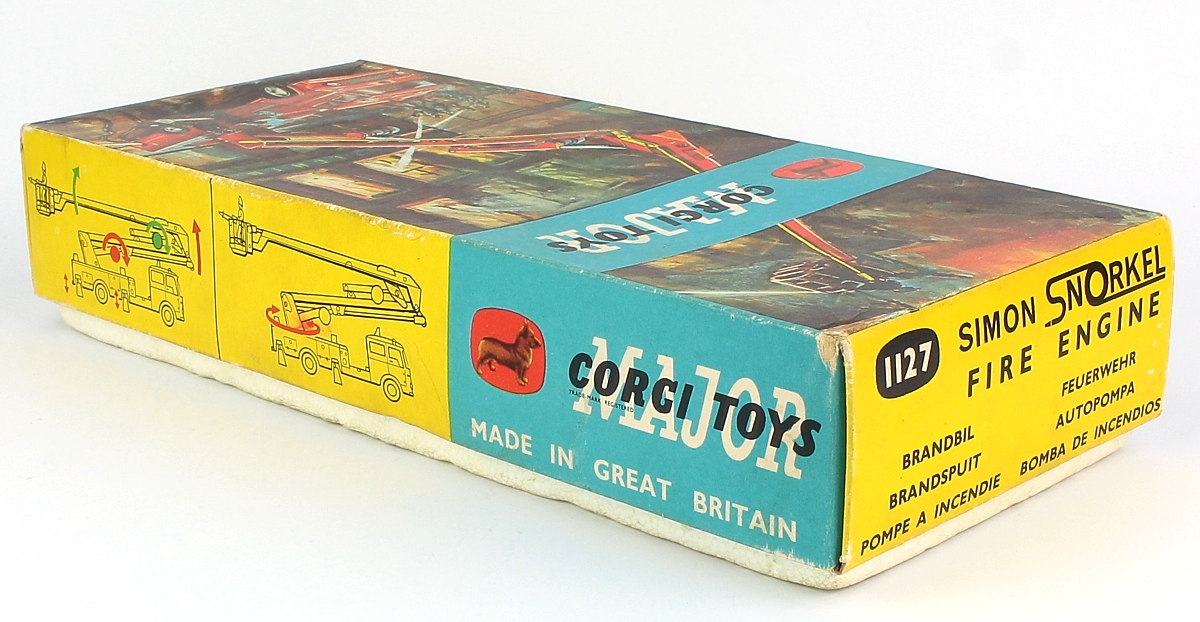 MAJOR
CORGI TOYS
MAJOR
CORGI TOYS
TRADE MARK REGISTERED
MADE IN GREAT BRITAIN
1127
SIMON SNORKEL
FIRE ENGINE
BRANDBIL
FEUERWEHR
BRANDSPUIT
AUTOPOMPA
POMPE A INCENDIE
BOMBA DE INCENDIOS